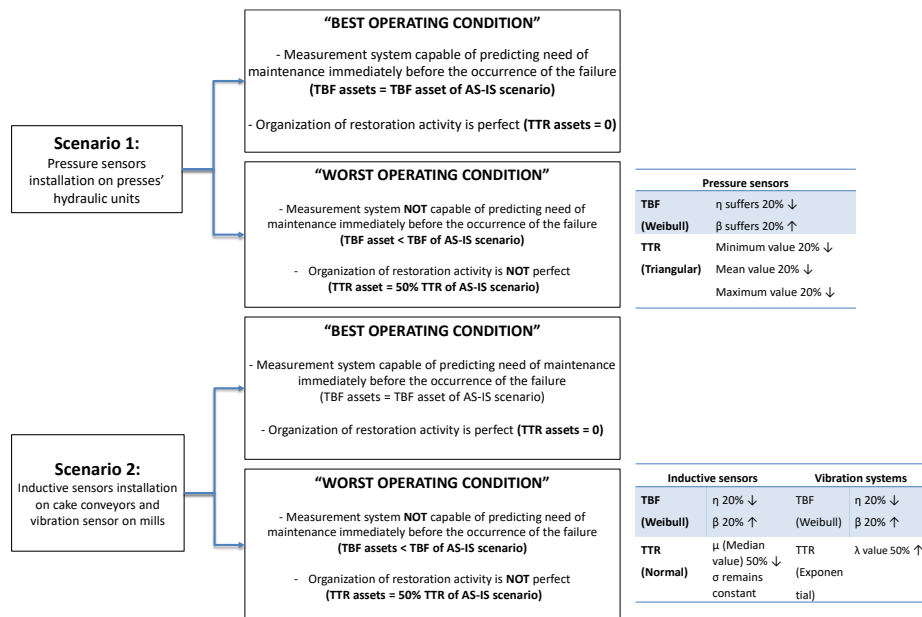 “BEST OPERATING CONDITION”
- Measurement system capable of predicting need of
maintenance immediately before the occurrence of the failure
(TBF assets = TBF asset of AS-IS scenario)
- Organization of restoration activity is perfect (TTR assets = 0)
Scenario 1:
Pressure sensors
installation on presses’
hydraulic units
“WORST OPERATING CONDITION”
- Measurement system NOT capable of predicting need of
maintenance immediately before the occurrence of the failure
(TBF asset < TBF of AS-IS scenario)
- Organization of restoration activity is NOT perfect
(TTR asset = 50% TTR of AS-IS scenario)
Pressure sensors
TBF η suffers 20% ↓
(Weibull) β suffers 20% ↑
TTR Minimum value 20% ↓
(Triangular) Mean value 20% ↓
Maximum value 20% ↓
“BEST OPERATING CONDITION”
- Measurement system capable of predicting need of maintenance
immediately before the occurrence of the failure
(TBF assets = TBF asset of AS-IS scenario)
- Organization of restoration activity is perfect (TTR assets = 0)
Scenario 2:
Inductive sensors installation
on cake conveyors and
vibration sensor on mills
“WORST OPERATING CONDITION”
- Measurement system NOT capable of predicting need of
maintenance immediately before the occurrence of the failure
(TBF assets < TBF of AS-IS scenario)
- Organization of restoration activity is NOT perfect
(TTR assets = 50% TTR of AS-IS scenario)
Inductive sensors Vibration systems
TBF η 20% ↓ TBF η 20% ↓
(Weibull) β 20% ↑ (Weibull) β 20% ↑
TTR μ (Median TTR λ value 50% ↑
(Normal) value) 50% ↓ (Exponen
σ remains tial)
constant